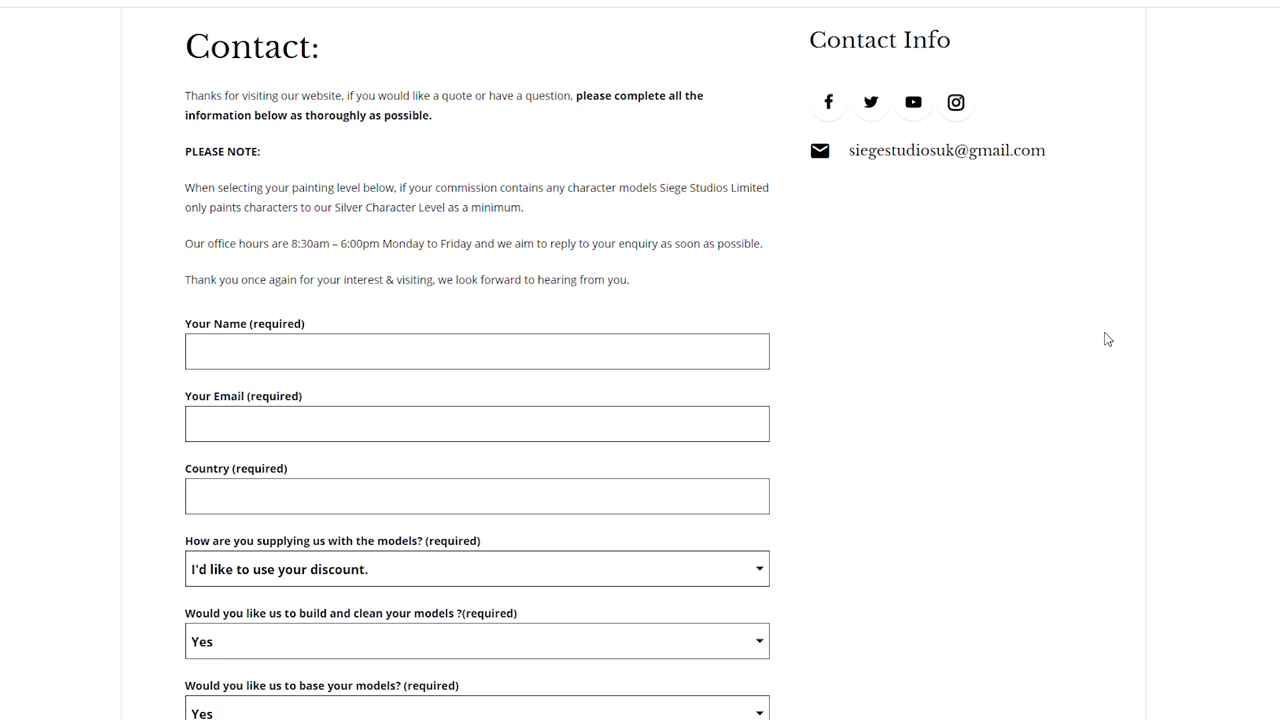 Contact:
Thanks for visiting our website, if you would like a quote or have a question, please complete all the
information below as thoroughly as possible.
PLEASE NOTE:
When selecting your painting level below, if your commission contains any character models Siege Studios Limited
only paints characters to our Silver Character Level as a minimum.
Our office hours are 8:30am – 6:00pm Monday to Friday and we aim to reply to your enquiry as soon as possible.
Thank you once again for your interest & visiting, we look forward to hearing from you.
Your Name (required)
Your Email (required)
Country (required)
How are you supplying us with the models? (required)
I'd like to use your discount.
Would you like us to build and clean your models ?(required)
Yes
Would you like us to base your models? (required)
Yes
Contact Info
siegestudiosuk@gmail.com